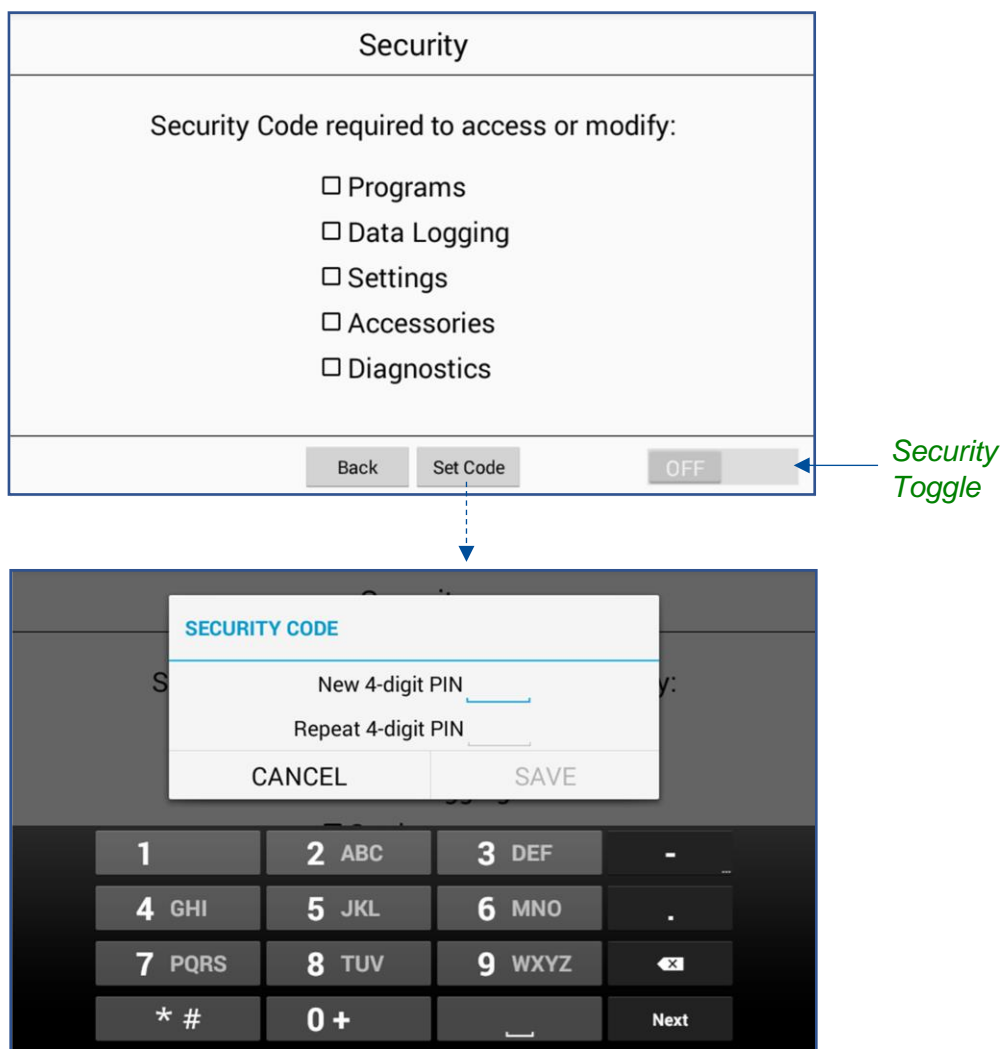 Security
Security Code required to access or modify:
Programs
Data Logging
Settings
Accessories
Diagnostics
Back Set Code OFF
Security
Toggle
SECURITY CODE
S y:
New 4-digit PIN
Repeat 4-digit PIN
CANCEL SAVE
1 2 ABC 3 DEF -
4 GHI 5 JKL 6 MNO .
7 PQRS 8 TUV 9 WXYZ
* # 0 + Next